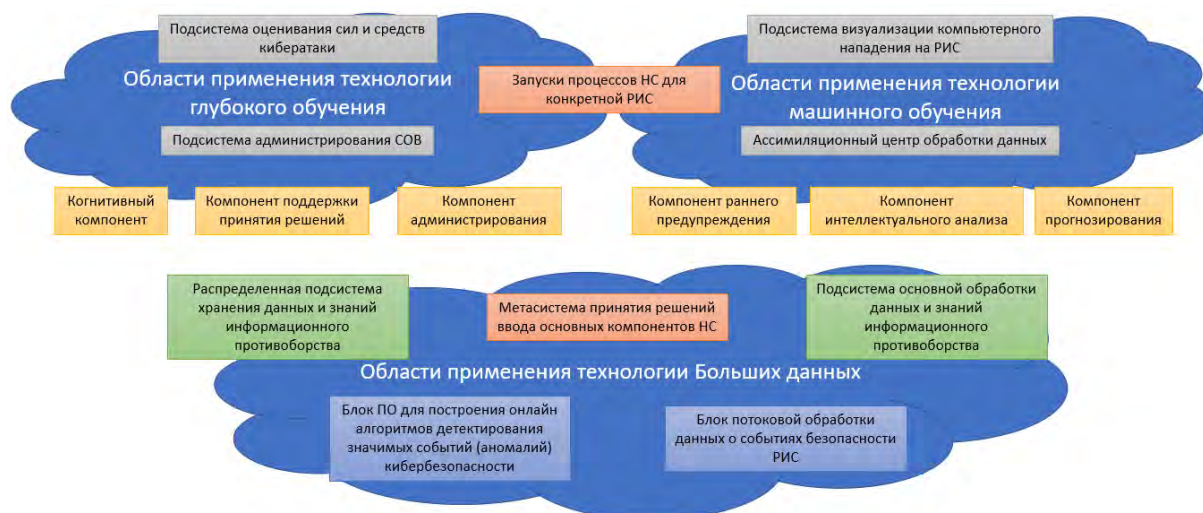 Подсистема оценивания сил и средств
кибератаки
Области применения технологии
глубокого обучения
Подсистема администрирования СОВ
Когнитивный
компонент
Компонент поддержки
принятия решений
Компонент
администрирования
Запуски процессов НС для
конкретной РИС
Подсистема визуализации компьютерного
нападения на РИС
Области применения технологии
машинного обучения
Ассимиляционный центр обработки данных
Компонент раннего
предупреждения
Компонент
интеллектуального анализа
Компонент
прогнозирования
Распределенная подсистема
хранения данных и знаний
информационного
противоборства
Метасистема принятия решений
ввода основных компонентов НС
Подсистема основной обработки
данных и знаний
информационного
противоборства
Области применения технологии Больших данных
Блок ПО для построения онлайн
алгоритмов детектирования
значимых событий (аномалий)
кибербезопасности
Блок потоковой обработки
данных о событиях безопасности
РИС